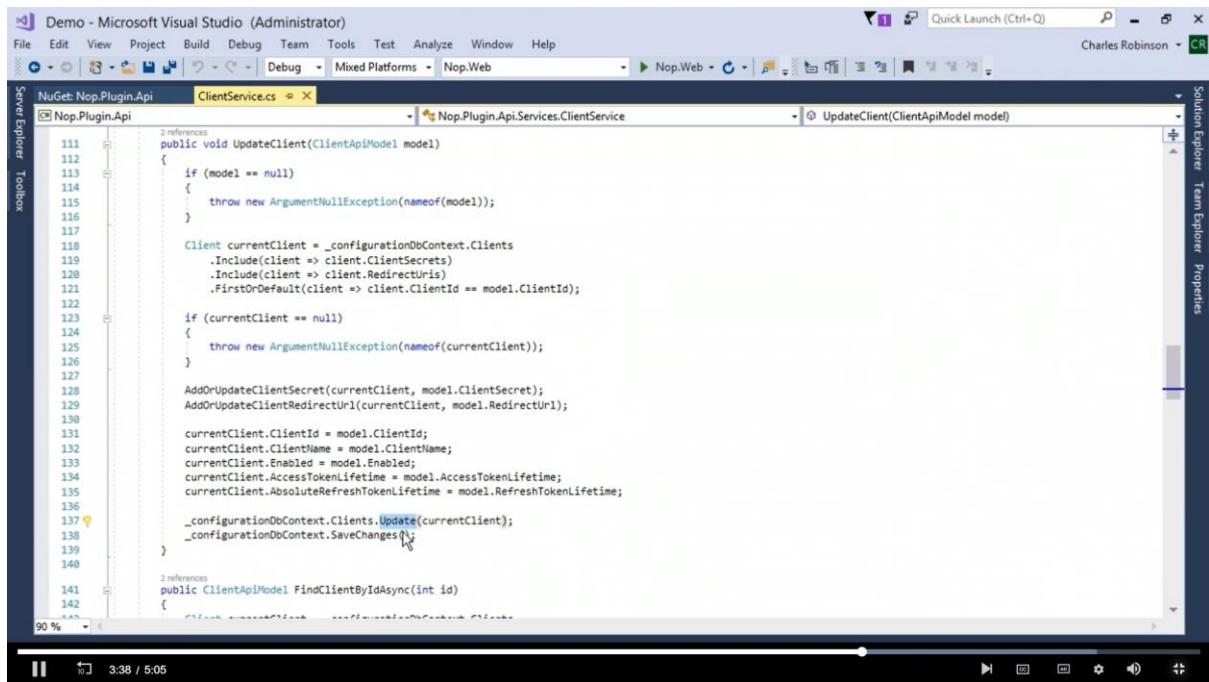 Demo - Microsoft Visual Studio (Administrator)
1
Quick Launch (Ctrl+Q)
File Edit View Project Build Debug Team Tools Test Analyze Window Help
Charles Robinson
CR
Debug Mixed Platforms Nop.Web Nop.Web
NuGet: Nop.Plugin.Api ClientService.cs
Nop.Plugin.Api Nop.Plugin.Api.Services.ClientService UpdateClient(ClientApiModel model)
Server Explorer
Toolbox
Solution Explorer
Team Explorer
Properties
2 references
111 public void UpdateClient(ClientApiModel model)
112 {
113 if (model == null)
114 {
115 throw new ArgumentNullException(nameof(model));
116 }
117
118 Client currentClient = _configurationDbContext.Clients
119 .Include(client => client.ClientSecrets)
120 .Include(client => client.RedirectUris)
121 .FirstOrDefault(client => client.ClientId == model.ClientId);
122
123 if (currentClient == null)
124 {
125 throw new ArgumentNullException(nameof(currentClient));
126 }
127
128 AddOrUpdateClientSecret(currentClient, model.ClientSecret);
129 AddOrUpdateClientRedirectUrl(currentClient, model.RedirectUrl);
130
131 currentClient.ClientId = model.ClientId;
132 currentClient.ClientName = model.ClientName;
133 currentClient.Enabled = model.Enabled;
134 currentClient.AccessTokenLifetime = model.AccessTokenLifetime;
135 currentClient.AbsoluteRefreshTokenLifetime = model.RefreshTokenLifetime;
136
137 _configurationDbContext.Clients.Update(currentClient);
138 _configurationDbContext.SaveChanges();
139 }
140
2 references
141 public ClientApiModel FindClientByIdAsync(int id)
142 {
90 %
10 3:38 / 5:05
CC